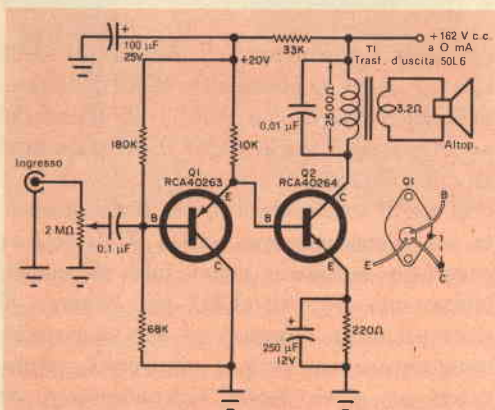 100 µF
25V
33K
+162 V c.c.
a 0 mA
+20V
T1
Trasf. d'uscita 50L6
2500Ω
0,01 µF
3.2Ω
Altop.
180K
10K
Ingresso
Q1
RCA40263
Q2
RCA40264
Q1
E
B
B
B
2 MΩ
0,1 µF
C
C
E
E
C
68K
250 µF
12V
220Ω